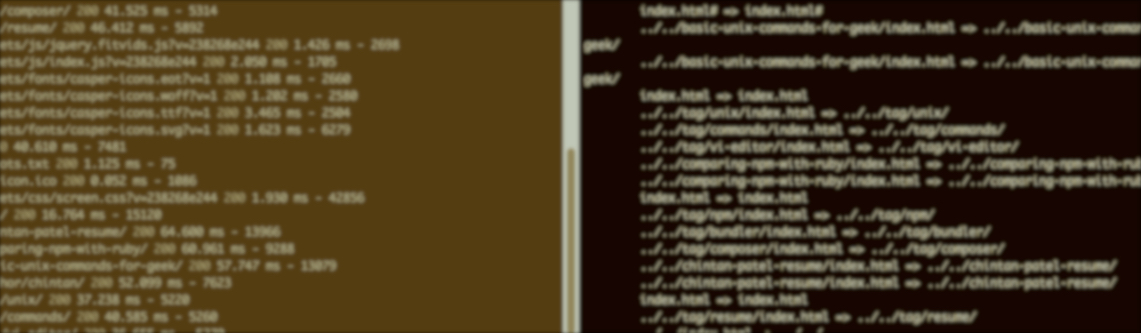 /composer/ 200 41.525 ms - 5314
/resume/ 200 46.412 ms - 5892
ets/js/jquery.fitvids.js?v=238268e244 200 1.426 ms - 2698
ets/js/index.js?v=238268e244 200 2.050 ms - 1705
ets/fonts/casper-icons.eot?v=1 200 1.108 ms - 2660
ets/fonts/casper-icons.woff?v=1 200 1.202 ms - 2580
ets/fonts/casper-icons.ttf?v=1 200 3.465 ms - 2504
ets/fonts/casper-icons.svg?v=1 200 1.623 ms - 6279
0 40.610 ms - 7481
ots.txt 200 1.125 ms - 75
icon.ico 200 0.052 ms - 1086
ets/css/screen.css?v=238268e244 200 1.930 ms - 42856
/ 200 16.764 ms - 15120
ntan-patel-resume/ 200 64.600 ms - 13966
paring-npm-with-ruby/ 200 60.961 ms - 9288
ic-unix-commands-for-geek/ 200 57.747 ms - 13079
hor/chintan/ 200 52.099 ms - 7623
/unix/ 200 37.238 ms - 5220
/commands/ 200 40.585 ms - 5260
index.html# => index.html#
../../basic-unix-commands-for-geek/index.html => ../../basic-unix-comman
geek/
../../basic-unix-commands-for-geek/index.html => ../../basic-unix-comman
geek/
index.html => index.html
../../tag/unix/index.html => ../../tag/unix/
../../tag/commands/index.html => ../../tag/commands/
../../tag/vi-editor/index.html => ../../tag/vi-editor/
../../comparing-npm-with-ruby/index.html => ../../comparing-npm-with-rub
../../comparing-npm-with-ruby/index.html => ../../comparing-npm-with-rub
index.html => index.html
../../tag/npm/index.html => ../../tag/npm/
../../tag/bundler/index.html => ../../tag/bundler/
../../tag/composer/index.html => ../../tag/composer/
../../chintan-patel-resume/index.html => ../../chintan-patel-resume/
../../chintan-patel-resume/index.html => ../../chintan-patel-resume/
index.html => index.html
../../tag/resume/index.html => ../../tag/resume/